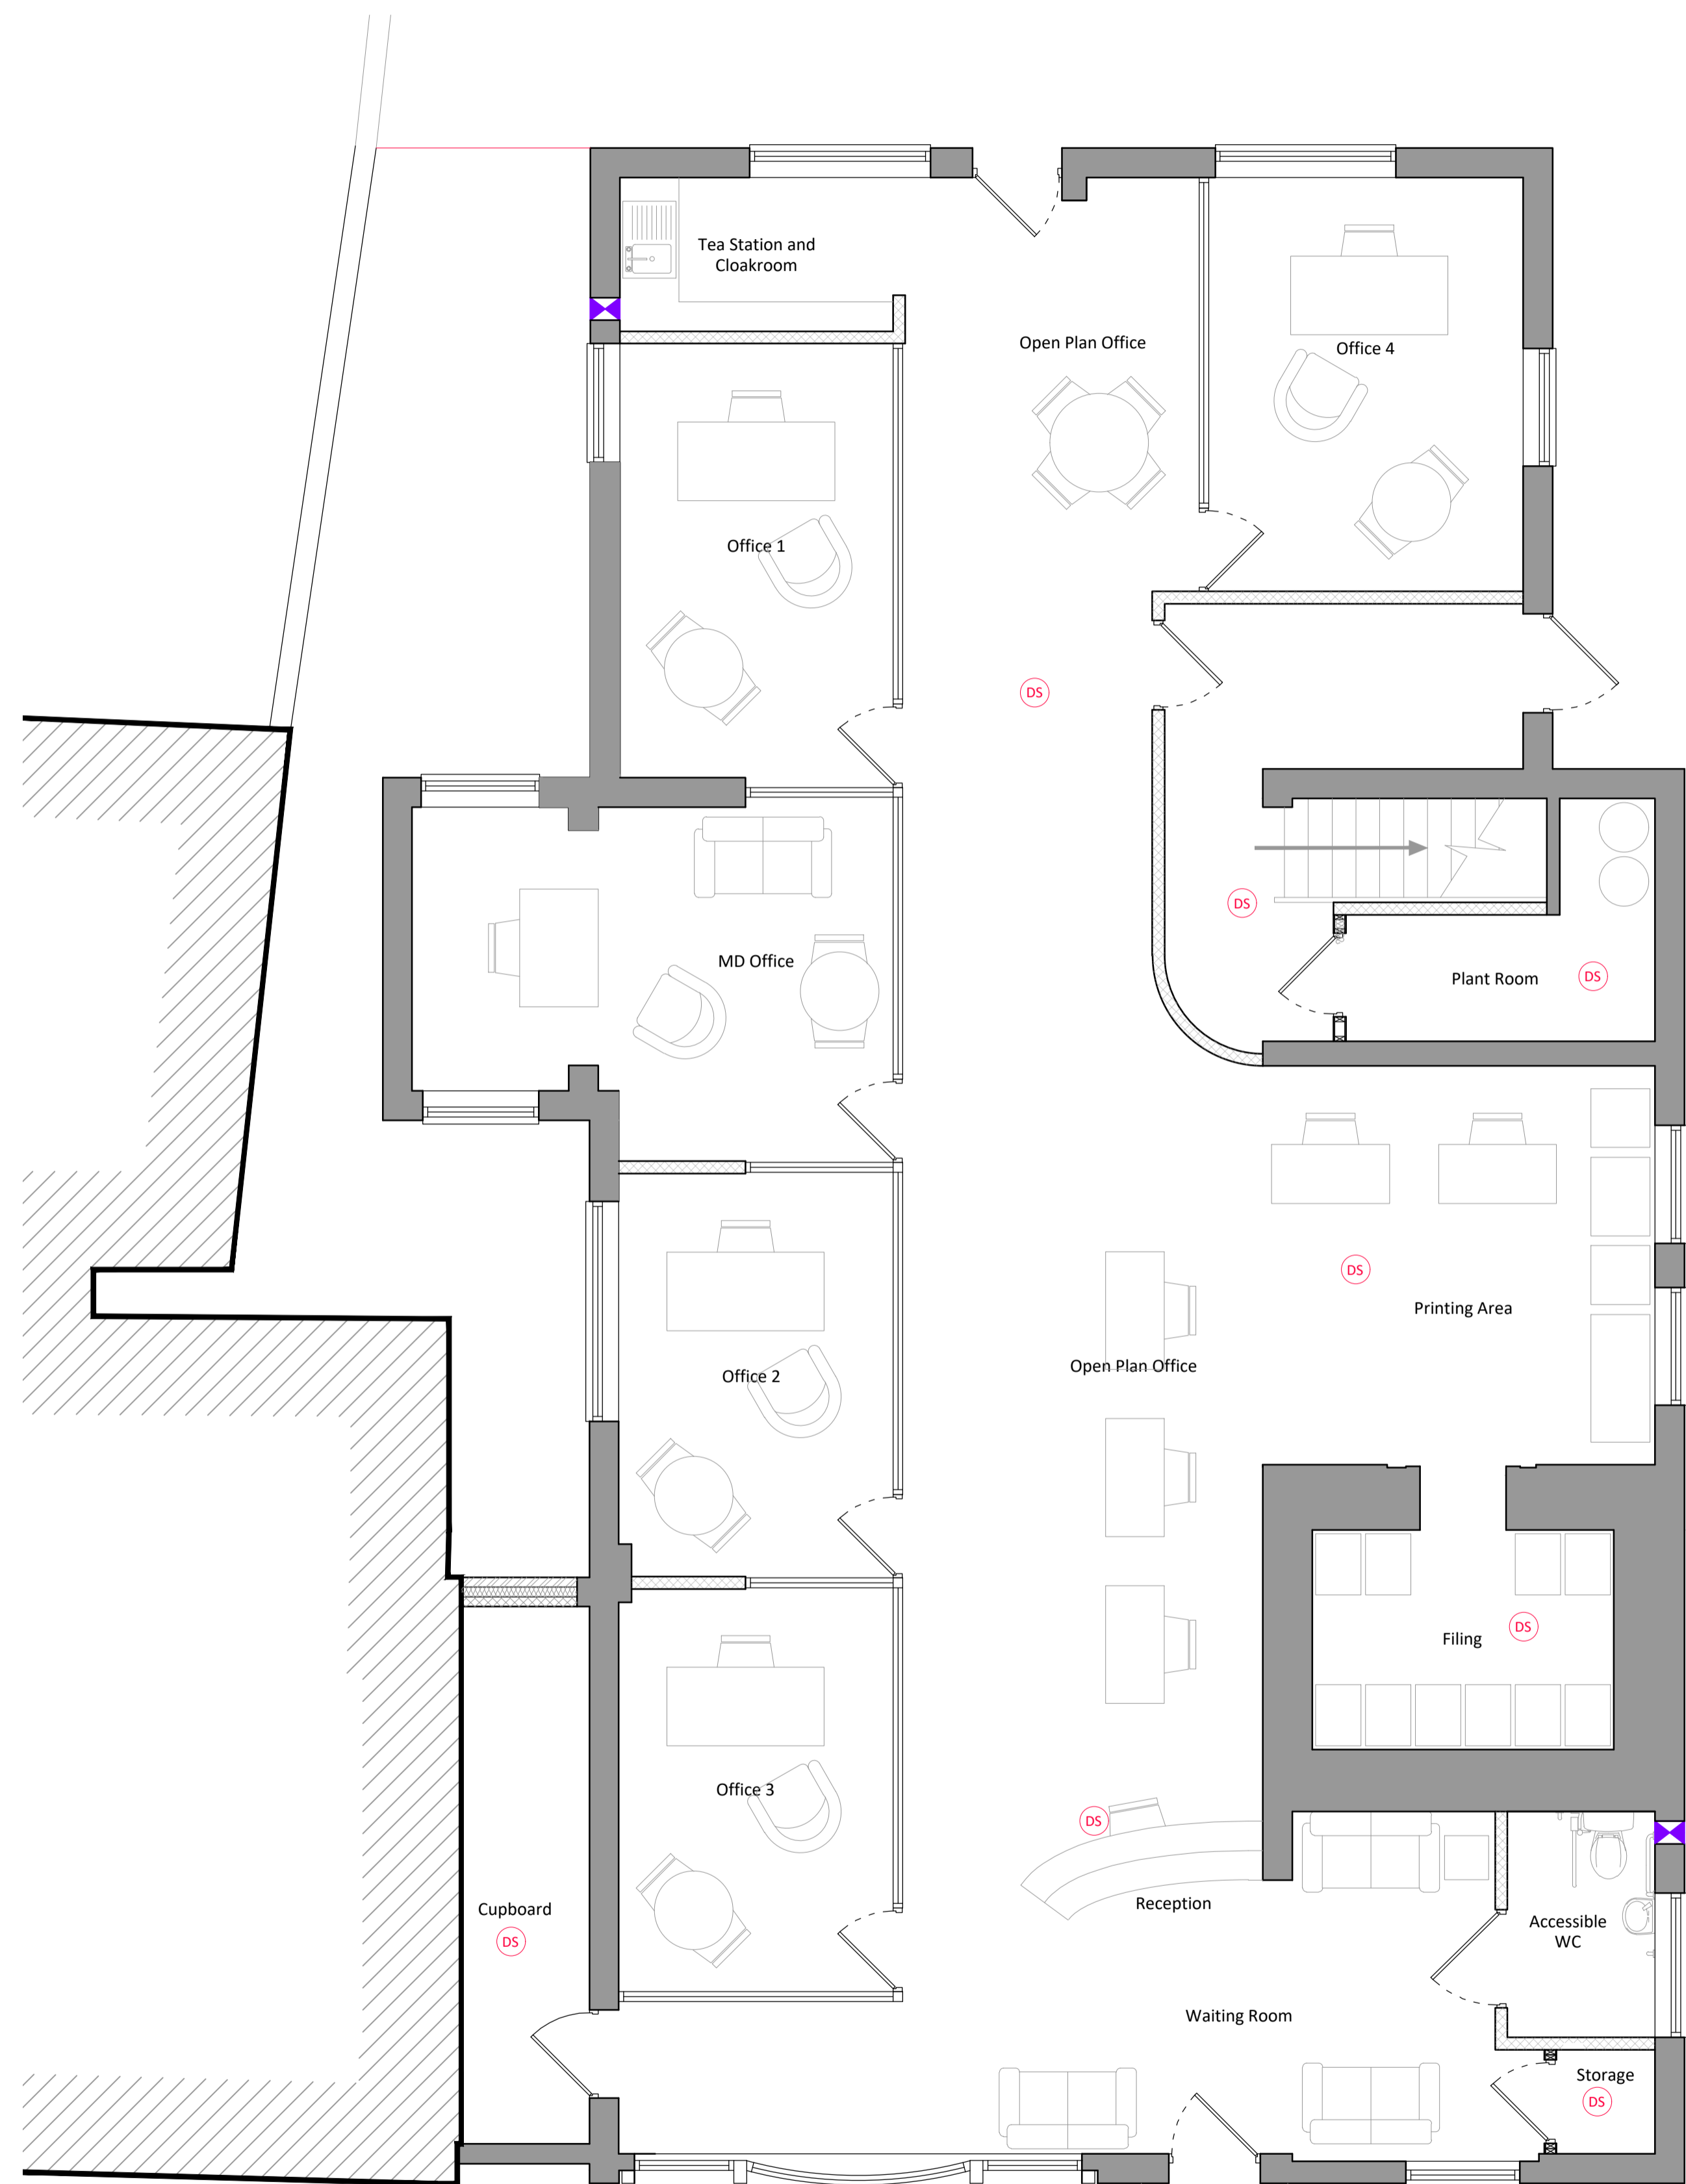 Tea Station and
Cloakroom
Open Plan Office
Office 4
Office 1
DS
DS
MD Office
Plant Room
DS
DS
Printing Area
Open Plan Office
Office 2
DS
Filing
Office 3
DS
Reception
Cupboard
DS
Accessible
WC
Waiting Room
Storage
DS